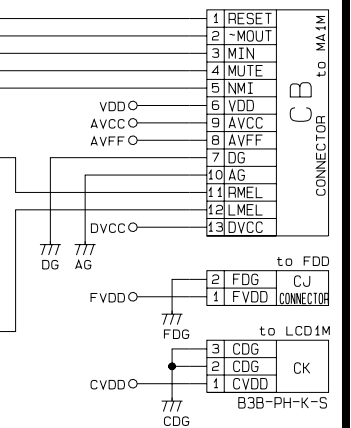 1 RESET
2 ~MOUT
3 MIN
4 MUTE
5 NMI
VDD 6 VDD
AVCC 9 AVCC
AVFF 8 AVFF
7 DG
10 AG
11 RMEL
12 LMEL
DVCC 13 DVCC
CB
CONNECTOR to MA1M
DG AG
to FDD
2 FDG
FVDD 1 FVDD
CJ
CONNECTOR
FDG
to LCD1M
3 CDG
2 CDG
CVDD 1 CVDD
CK
B3B-PH-K-S
CDG